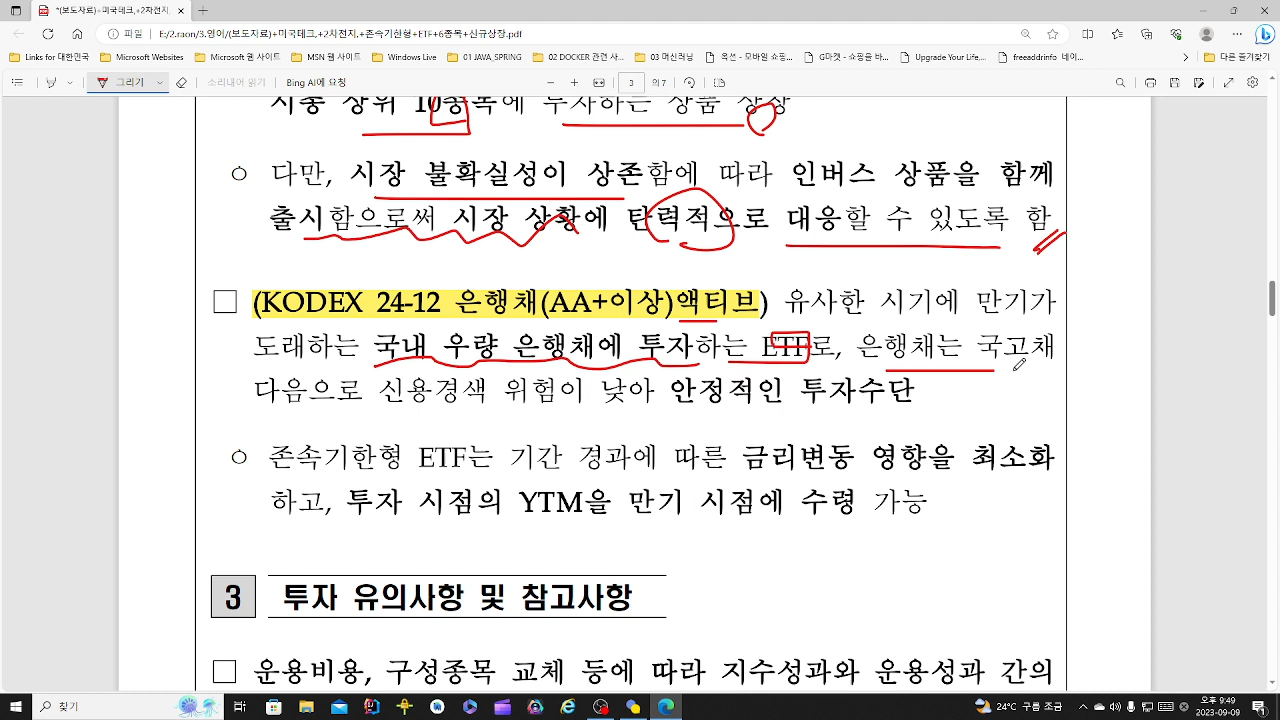 *(보도자료)+미국테크,+2차전지,
파일
E:/2.raon/3.영이/(보도자료)+미국테크,+2차전지,+존속기한형+ETF+6종목+신규상장.pdf
Links for 대한민국
Microsoft Websites
Microsoft 웹 사이트
MSN 웹 사이트
Windows Live
01 JAVA_SPRING
02 DOCKER 관련 사...
03 머신러닝
옥션 - 모바일 쇼핑...
G마켓 - 쇼핑을 바...
Upgrade Your Life,...
freeaddrinfo 네이...
다른 즐겨찾기
그리기
소리내어 읽기
Bing AI에 요청
3
의7
시총 상위 10종목에 투자하는 상품 상장
○ 다만, 시장 불확실성이 상존함에 따라 인버스 상품을 함께
출시함으로써 시장 상황에 탄력적으로 대응할 수 있도록 함
□ (KODEX 24-12 은행채(AA+이상)액티브) 유사한 시기에 만기가
도래하는 국내 우량 은행채에 투자하는 ETF로, 은행채는 국고채
다음으로 신용경색 위험이 낮아 안정적인 투자수단
○ 존속기한형 ETF는 기간 경과에 따른 금리변동 영향을 최소화
하고, 투자 시점의 YTM을 만기 시점에 수령 가능
3 투자 유의사항 및 참고사항
□ 운용비용, 구성종목 교체 등에 따라 지수성과와 운용성과 간의
찾기
24°C 구름 조금
오후 9:49
2023-09-09